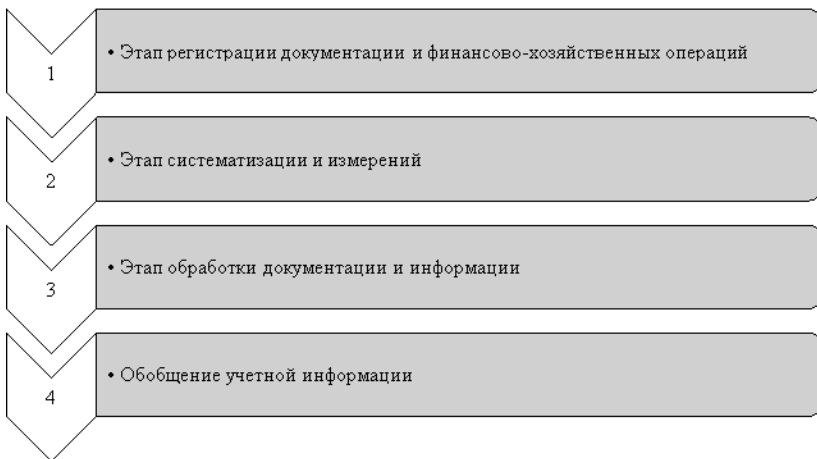 1
• Этап регистрации документации и финансово-хозяйственных операций
2
• Этап систематизации и измерений
3
• Этап обработки документации и информации
4
• Обобщение учетной информации